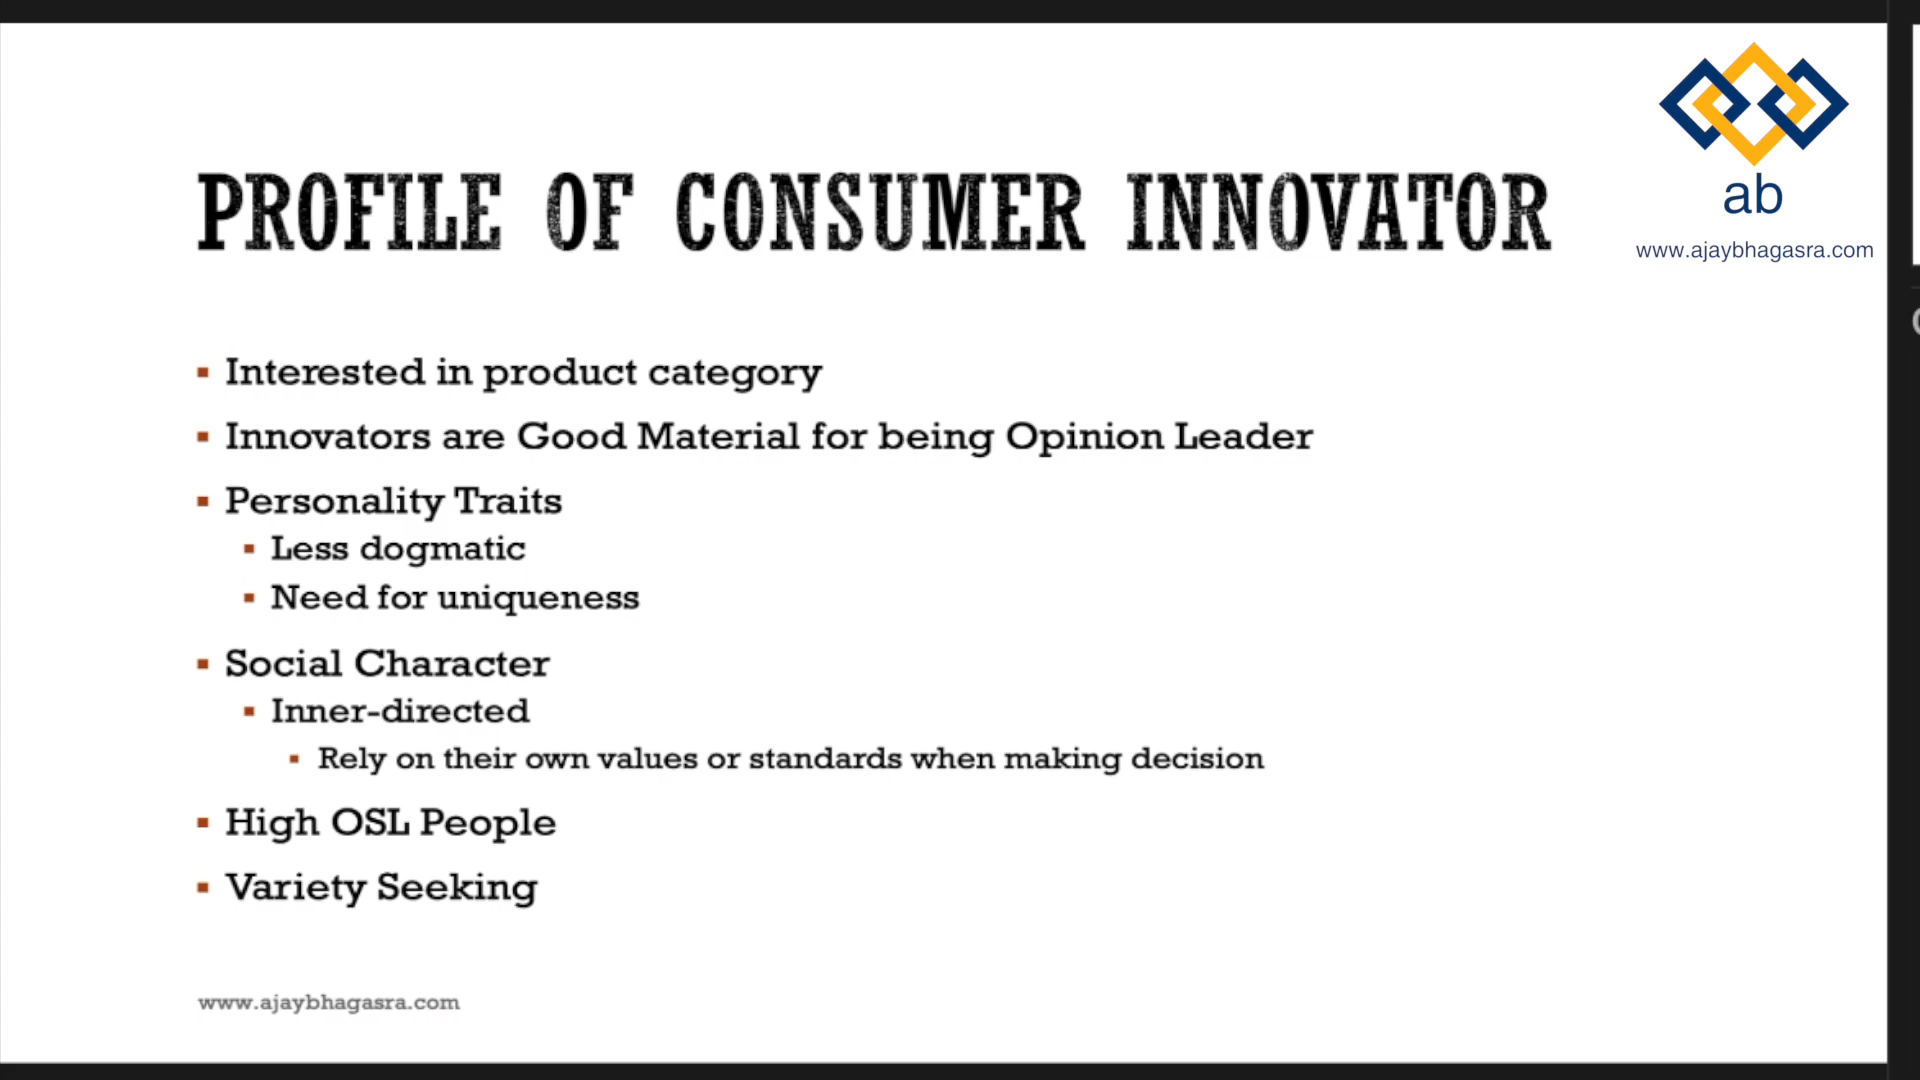 ab
www.ajaybhagasra.com
PROFILE OF CONSUMER INNOVATOR
Interested in product category
Innovators are Good Material for being Opinion Leader
Personality Traits
Less dogmatic
Need for uniqueness
Social Character
Inner-directed
Rely on their own values or standards when making decision
High OSL People
Variety Seeking
www.ajaybhagasra.com